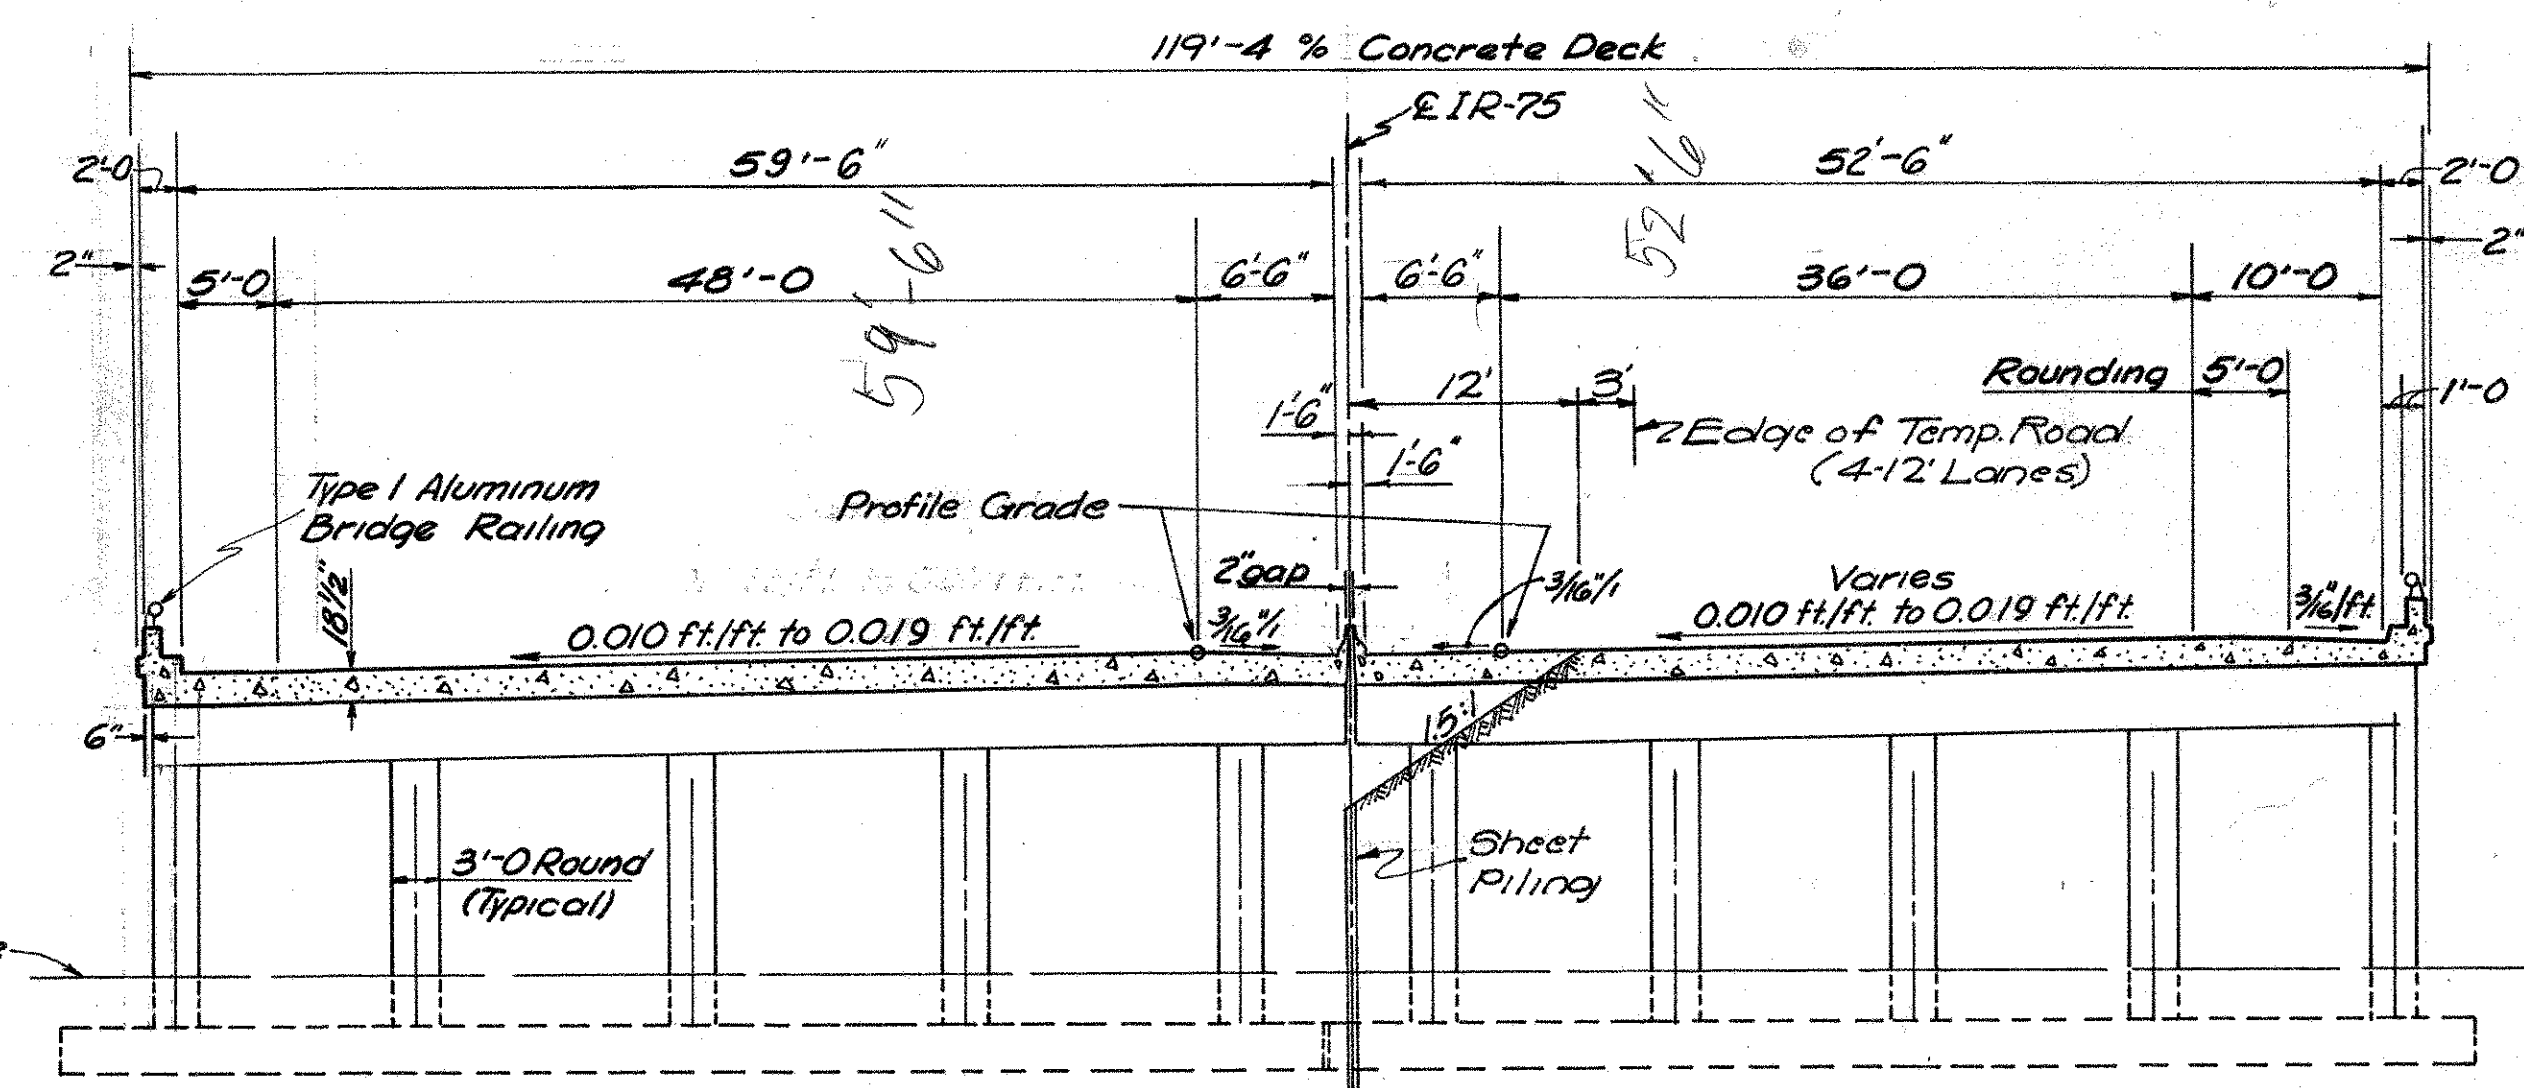 119'-4 % Concrete Deck
℄ IR-75
2'-0
59'-6"
52'-6"
2'-0
59'-6"
52'6"
2"
2"
5'-0
48'-0
6'-6"
6'-6"
36'-0
10'-0
12'
3'
Rounding
5'-0
1'-0
1'-6"
1'-6"
Edge of Temp. Road
(4-12' Lanes)
Type 1 Aluminum
Bridge Railing
Profile Grade
18½"
2" gap
3/16"/1
3/16"/1
Varies
0.010 ft./ft. to 0.019 ft./ft.
0.010 ft./ft. to 0.019 ft./ft.
3/16"/ft.
6"
1.5:1
3'-0 Round
(Typical)
Sheet
Piling